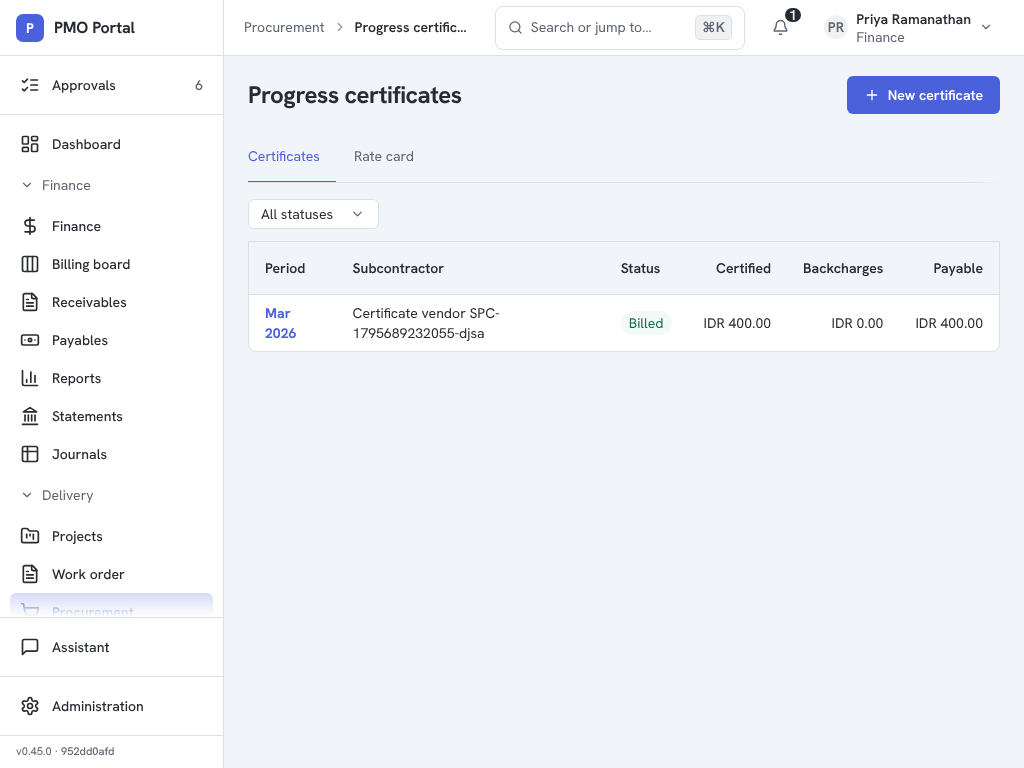 P PMO Portal
Procurement > Progress certific...
Search or jump to... ⌘K
1
PR Priya Ramanathan
Finance
Approvals 6
Dashboard
Finance
Finance
Billing board
Receivables
Payables
Reports
Statements
Journals
Delivery
Projects
Work order
Procurement
Assistant
Administration
v0.45.0 · 952dd0afd
Progress certificates
+ New certificate
Certificates Rate card
All statuses
Period Subcontractor Status Certified Backcharges Payable
Mar
2026
Certificate vendor SPC-
1795689232055-djsa
Billed IDR 400.00 IDR 0.00 IDR 400.00